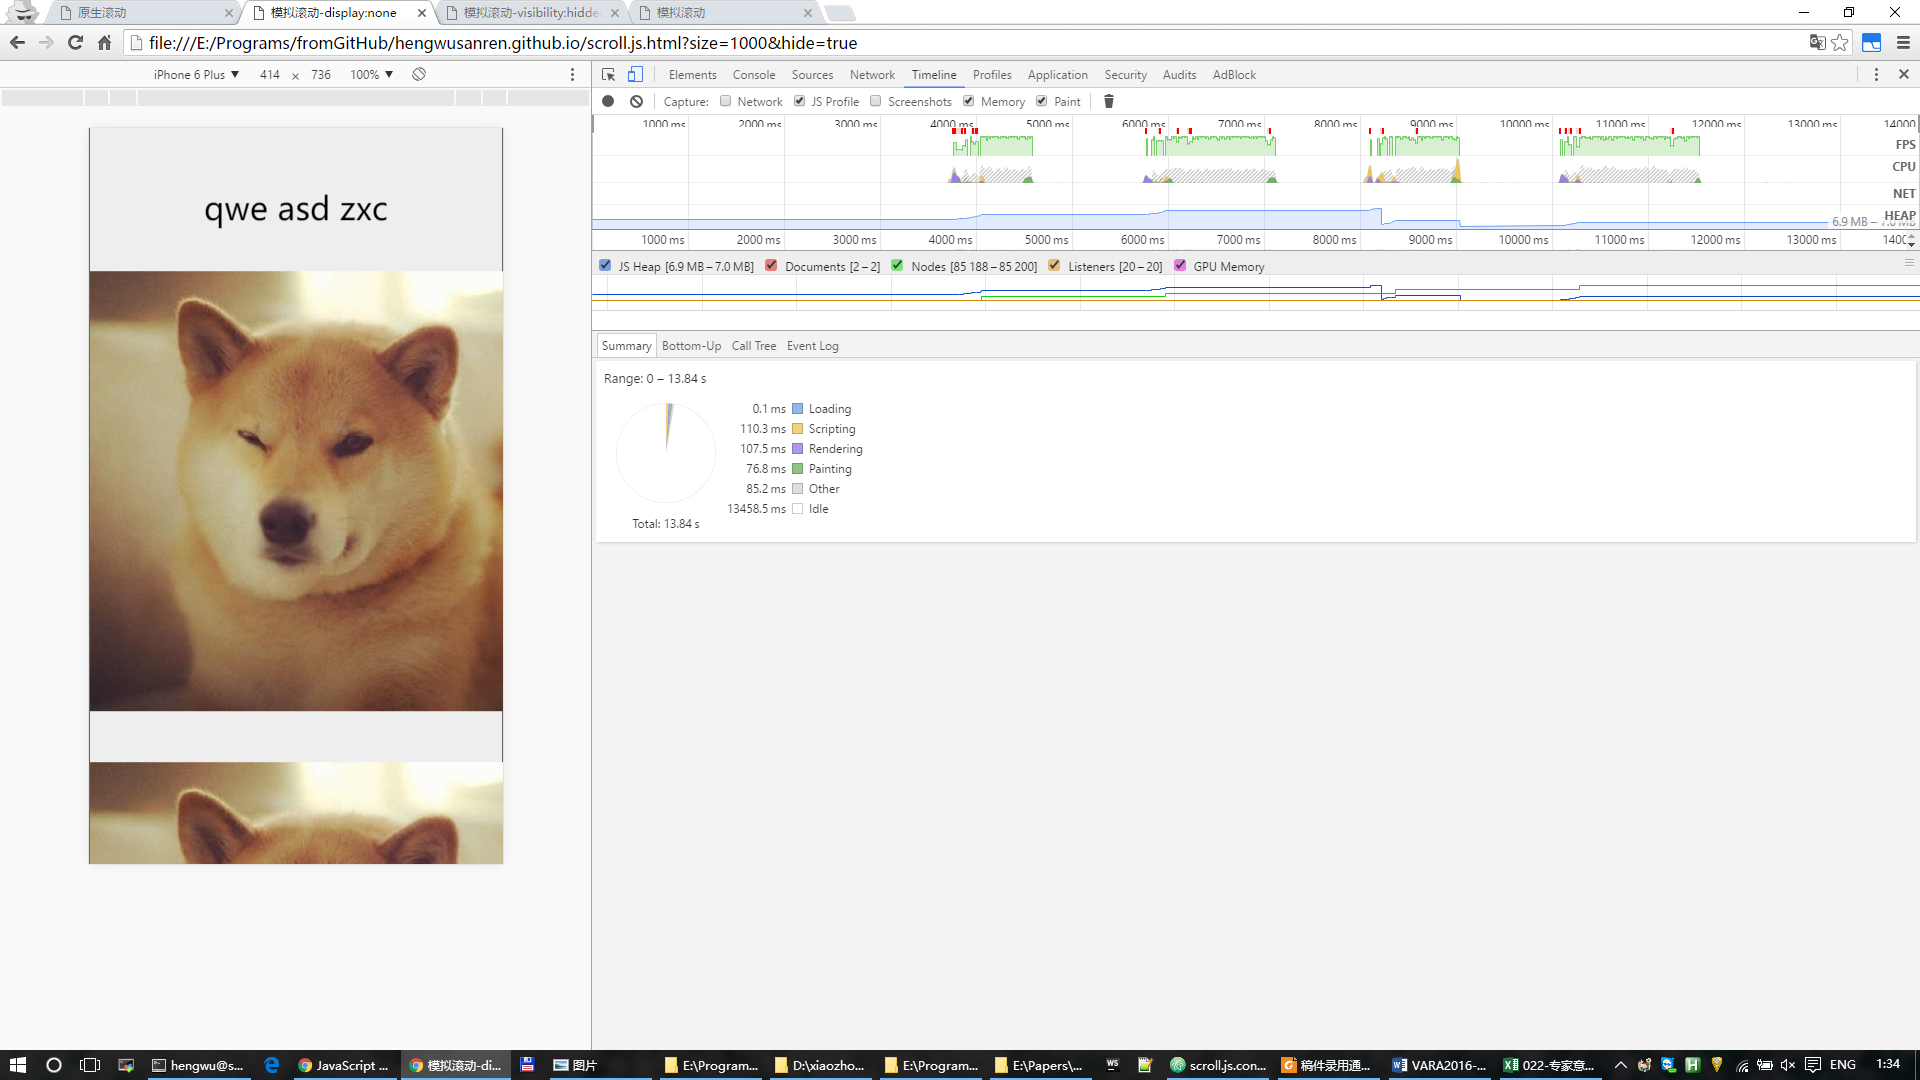 原生滚动
模拟滚动-display:none
模拟滚动-visibility:hidde
模拟滚动
file:///E:/Programs/fromGitHub/hengwusanren.github.io/scroll.js.html?size=1000&hide=true
iPhone 6 Plus ▼ 414 × 736 100% ▼
Elements Console Sources Network Timeline Profiles Application Security Audits AdBlock
Capture: Network JS Profile Screenshots Memory Paint
1000 ms 2000 ms 3000 ms 4000 ms 5000 ms 6000 ms 7000 ms 8000 ms 9000 ms 10000 ms 11000 ms 12000 ms 13000 ms 14000
FPS
CPU
NET
HEAP
6.9 MB – 7.0 MB
1000 ms 2000 ms 3000 ms 4000 ms 5000 ms 6000 ms 7000 ms 8000 ms 9000 ms 10000 ms 11000 ms 12000 ms 13000 ms 1400
JS Heap [6.9 MB – 7.0 MB] Documents [2 – 2] Nodes [85 188 – 85 200] Listeners [20 – 20] GPU Memory
Summary Bottom-Up Call Tree Event Log
Range: 0 – 13.84 s
0.1 ms Loading
110.3 ms Scripting
107.5 ms Rendering
76.8 ms Painting
85.2 ms Other
13458.5 ms Idle
Total: 13.84 s
qwe asd zxc
hengwu@s...
JavaScript ...
模拟滚动-di...
图片
E:\Program...
D:\xiaozho...
E:\Program...
E:\Papers\...
WS
scroll.js.con...
稿件录用通...
VARA2016-...
022-专家意...
ENG
1:34